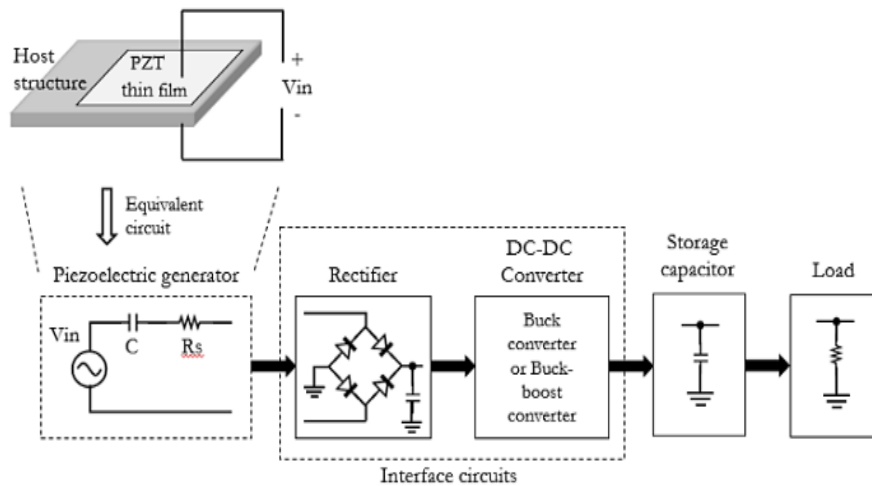 Host
structure
PZT
thin film
+
Vin
-
Equivalent
circuit
Piezoelectric generator
Vin
C
Rs
Rectifier
DC-DC
Converter
Buck
converter
or Buck-
boost
converter
Interface circuits
Storage
capacitor
Load